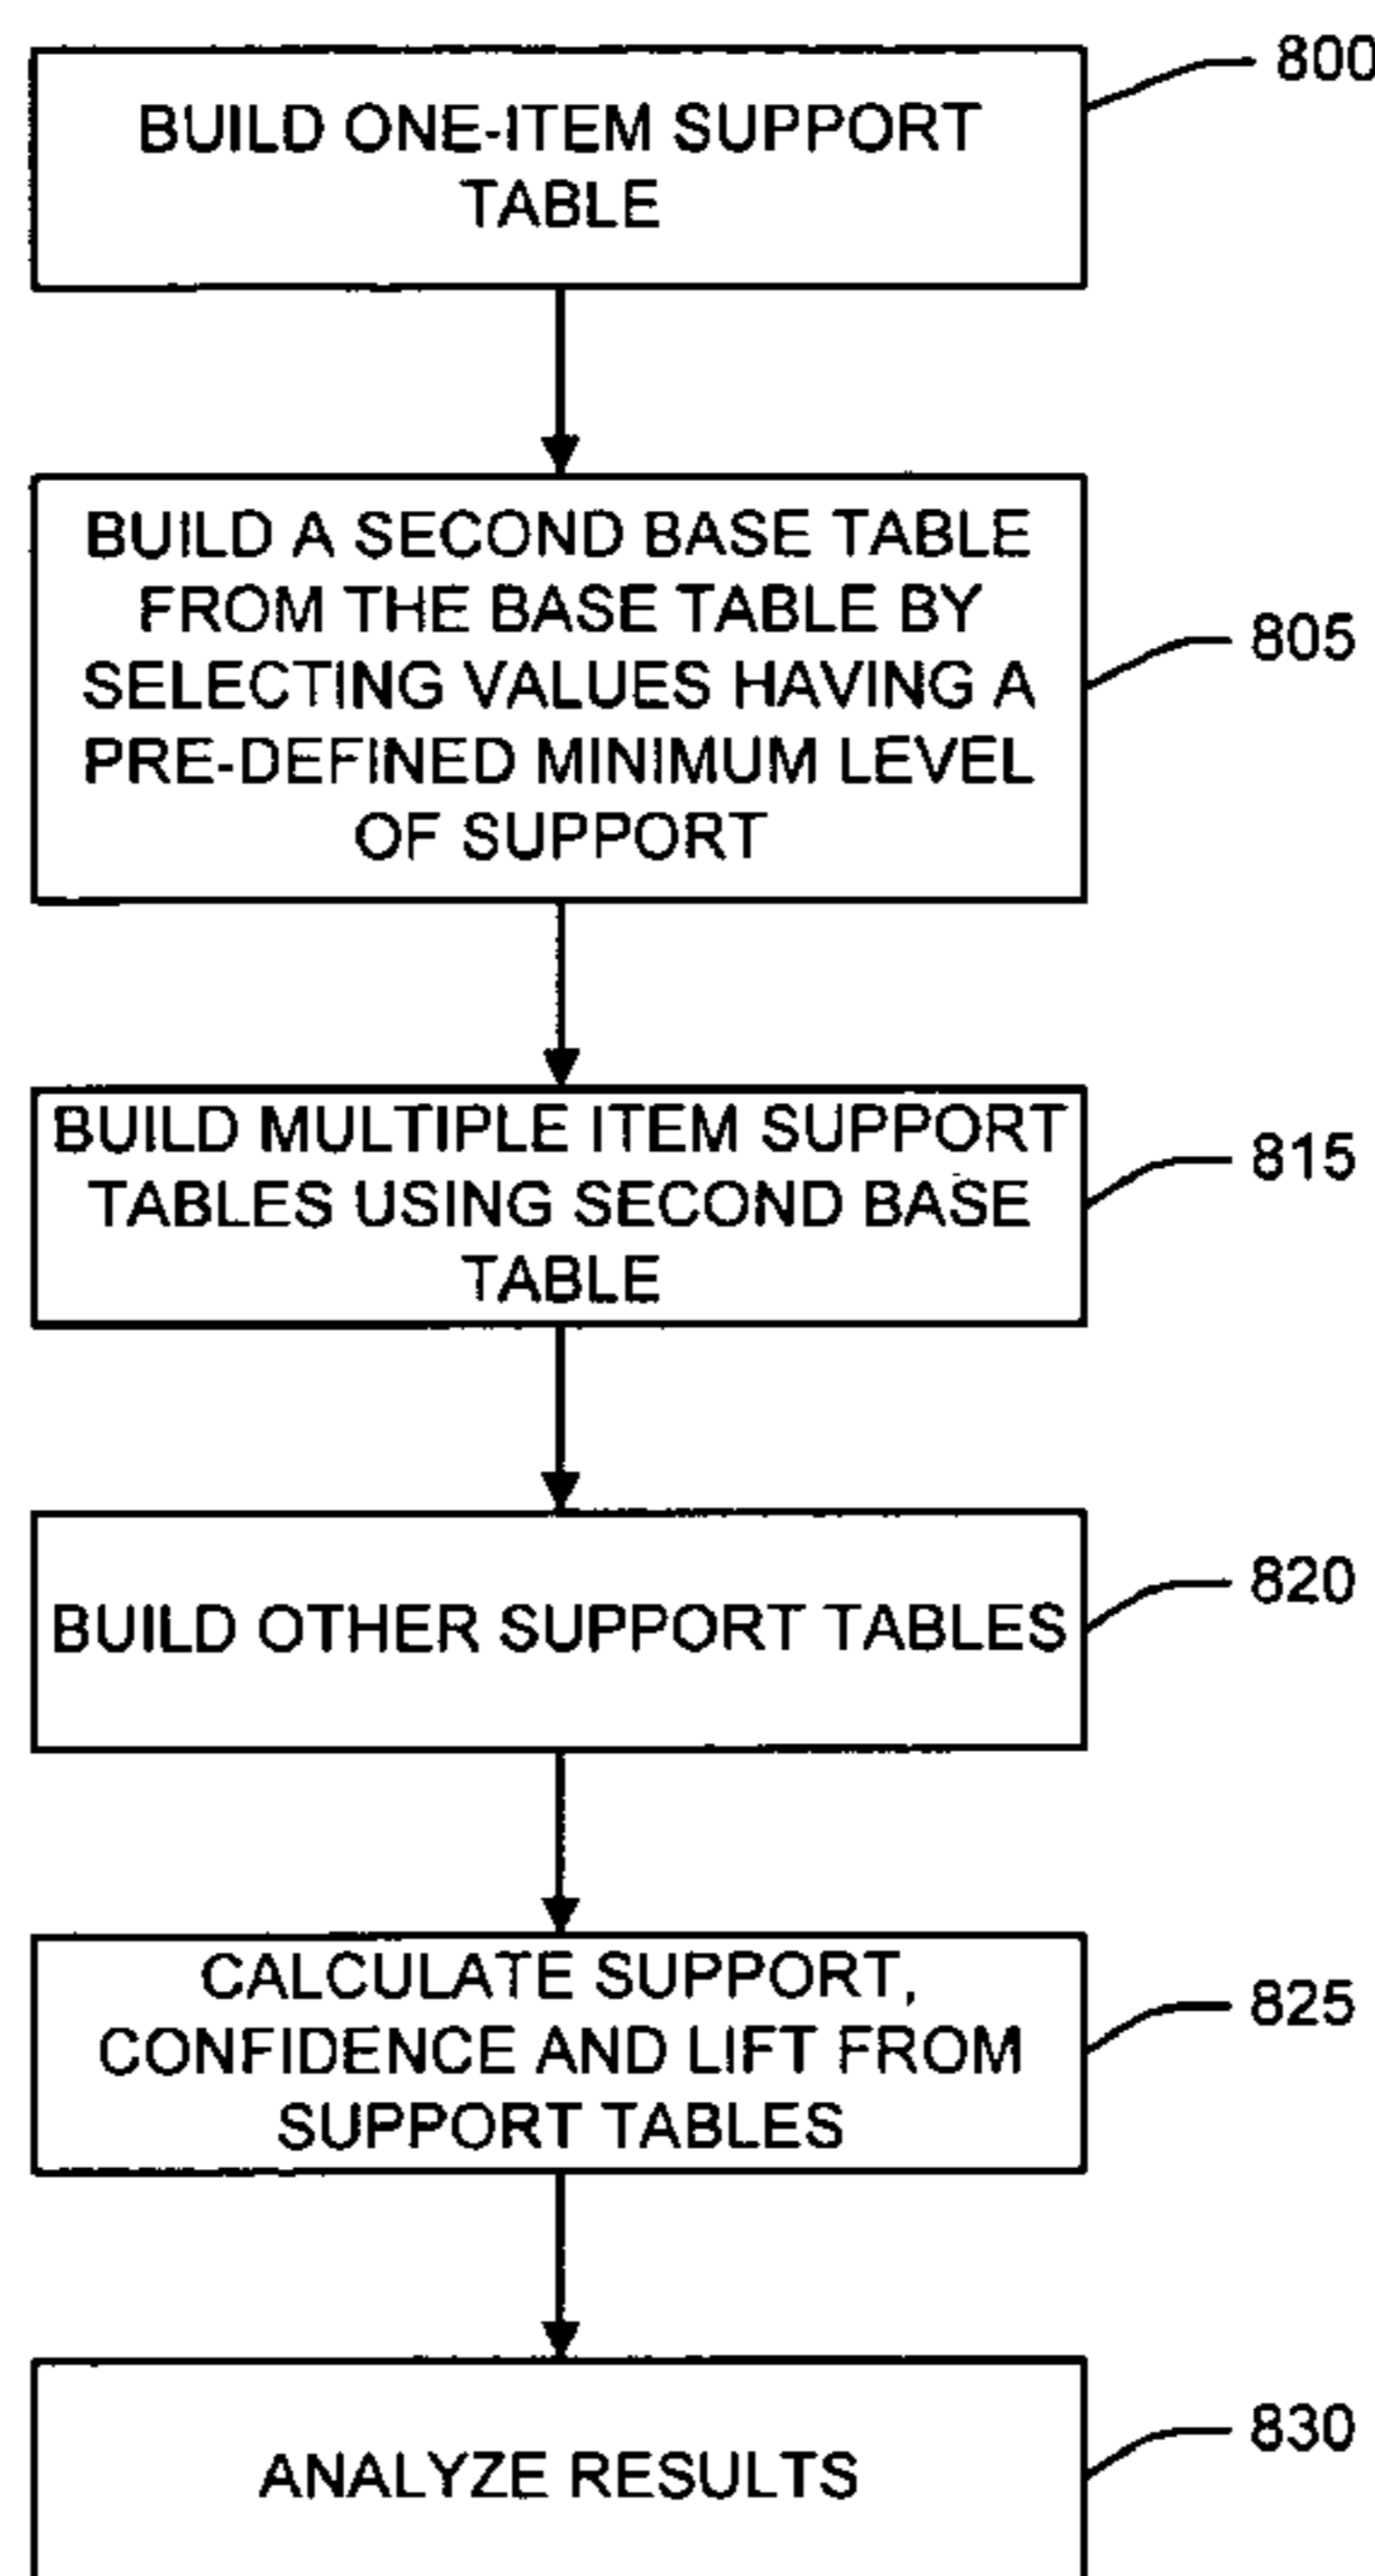 800
BUILD ONE-ITEM SUPPORT
TABLE
BUILD A SECOND BASE TABLE
FROM THE BASE TABLE BY
SELECTING VALUES HAVING A
PRE-DEFINED MINIMUM LEVEL
OF SUPPORT
805
BUILD MULTIPLE ITEM SUPPORT
TABLES USING SECOND BASE
TABLE
815
BUILD OTHER SUPPORT TABLES
820
CALCULATE SUPPORT,
CONFIDENCE AND LIFT FROM
SUPPORT TABLES
825
ANALYZE RESULTS
830